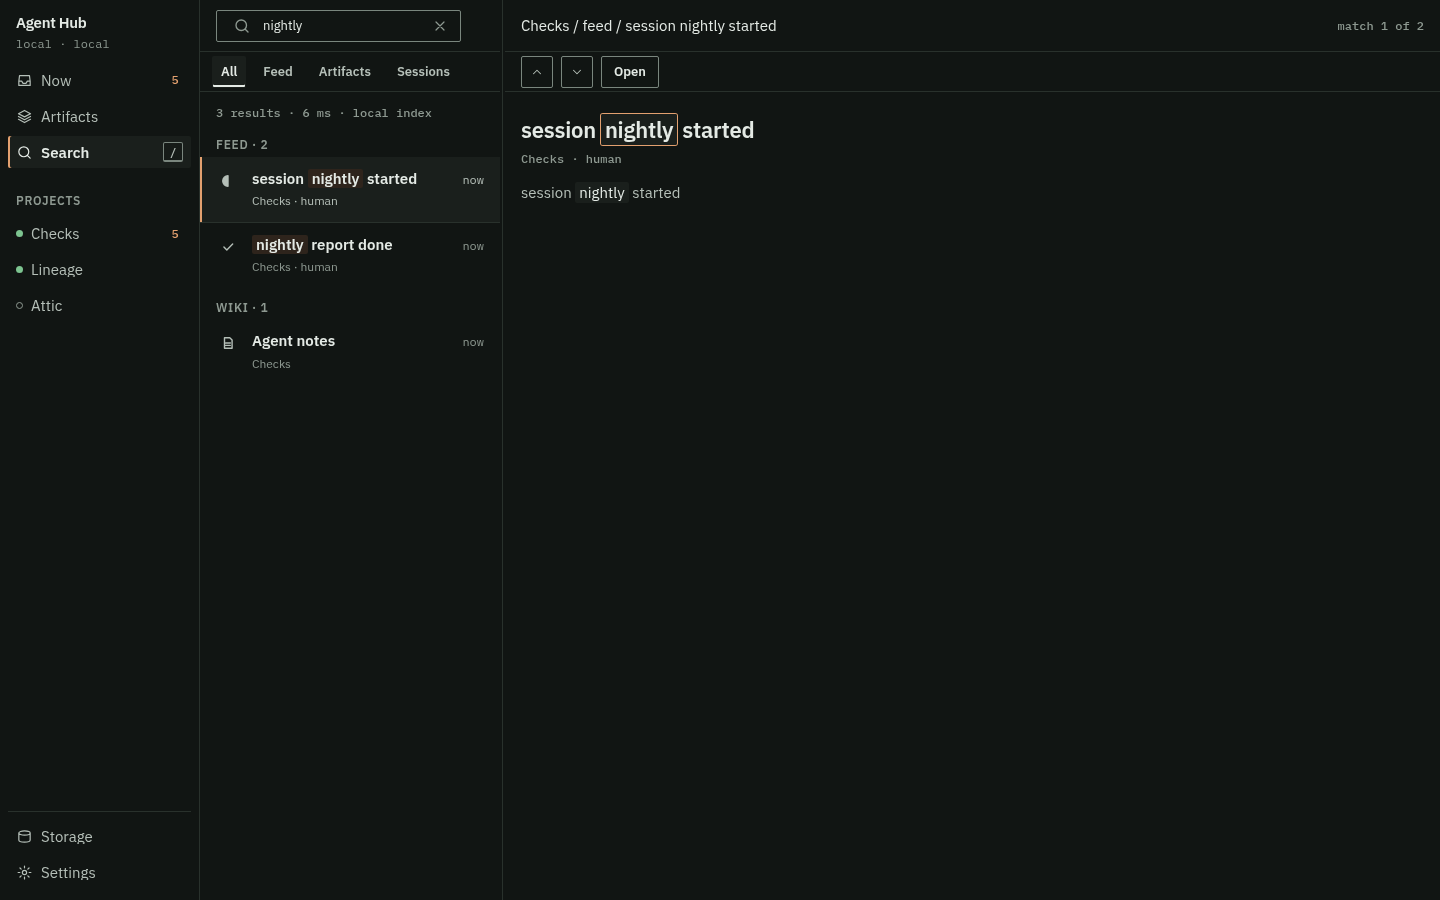 Agent Hub
local · local
Now 5
Artifacts
Search /
PROJECTS
Checks 5
Lineage
Attic
Storage
Settings
nightly
All Feed Artifacts Sessions
3 results · 6 ms · local index
FEED · 2
session nightly started now
Checks · human
nightly report done now
Checks · human
WIKI · 1
Agent notes now
Checks
Checks / feed / session nightly started match 1 of 2
Open
session nightly started
Checks · human
session nightly started